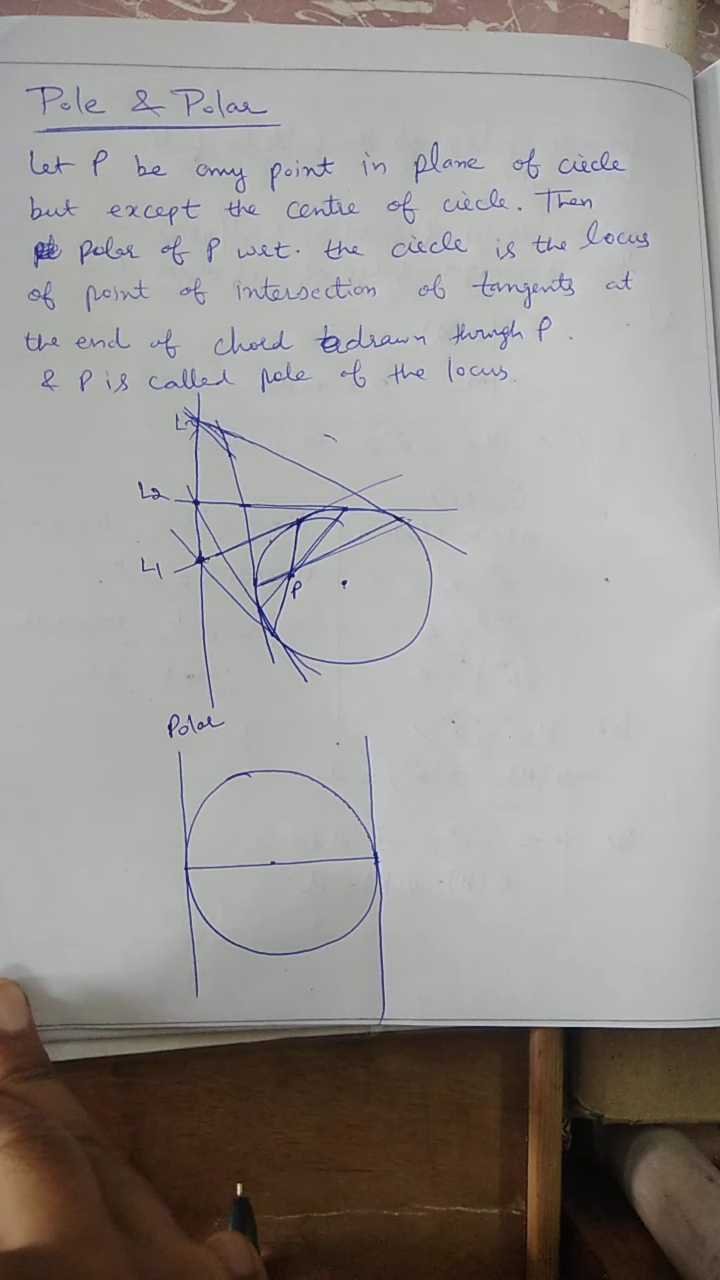 Pole & Polar
Let P be any point in plane of circle
but except the centre of circle. Then
polar of P wrt. the circle is the locus
of point of intersection of tangents at
the end of chord drawn through P.
& P is called pole of the locus.
L3
L2
L1
P
Polar